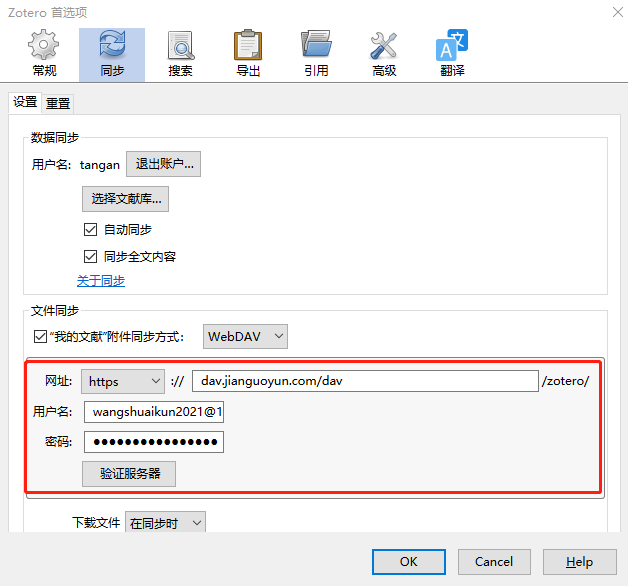 Zotero 首选项
常规 同步 搜索 导出 引用 高级 翻译
设置 重置
数据同步
用户名: tangan 退出账户...
选择文献库...
自动同步
同步全文内容
关于同步
文件同步
“我的文献”附件同步方式: WebDAV
网址: https :// dav.jianguoyun.com/dav /zotero/
用户名: wangshuaikun2021@1
密码: ●●●●●●●●●●●●●●●●
验证服务器
下载文件 在同步时
OK Cancel Help